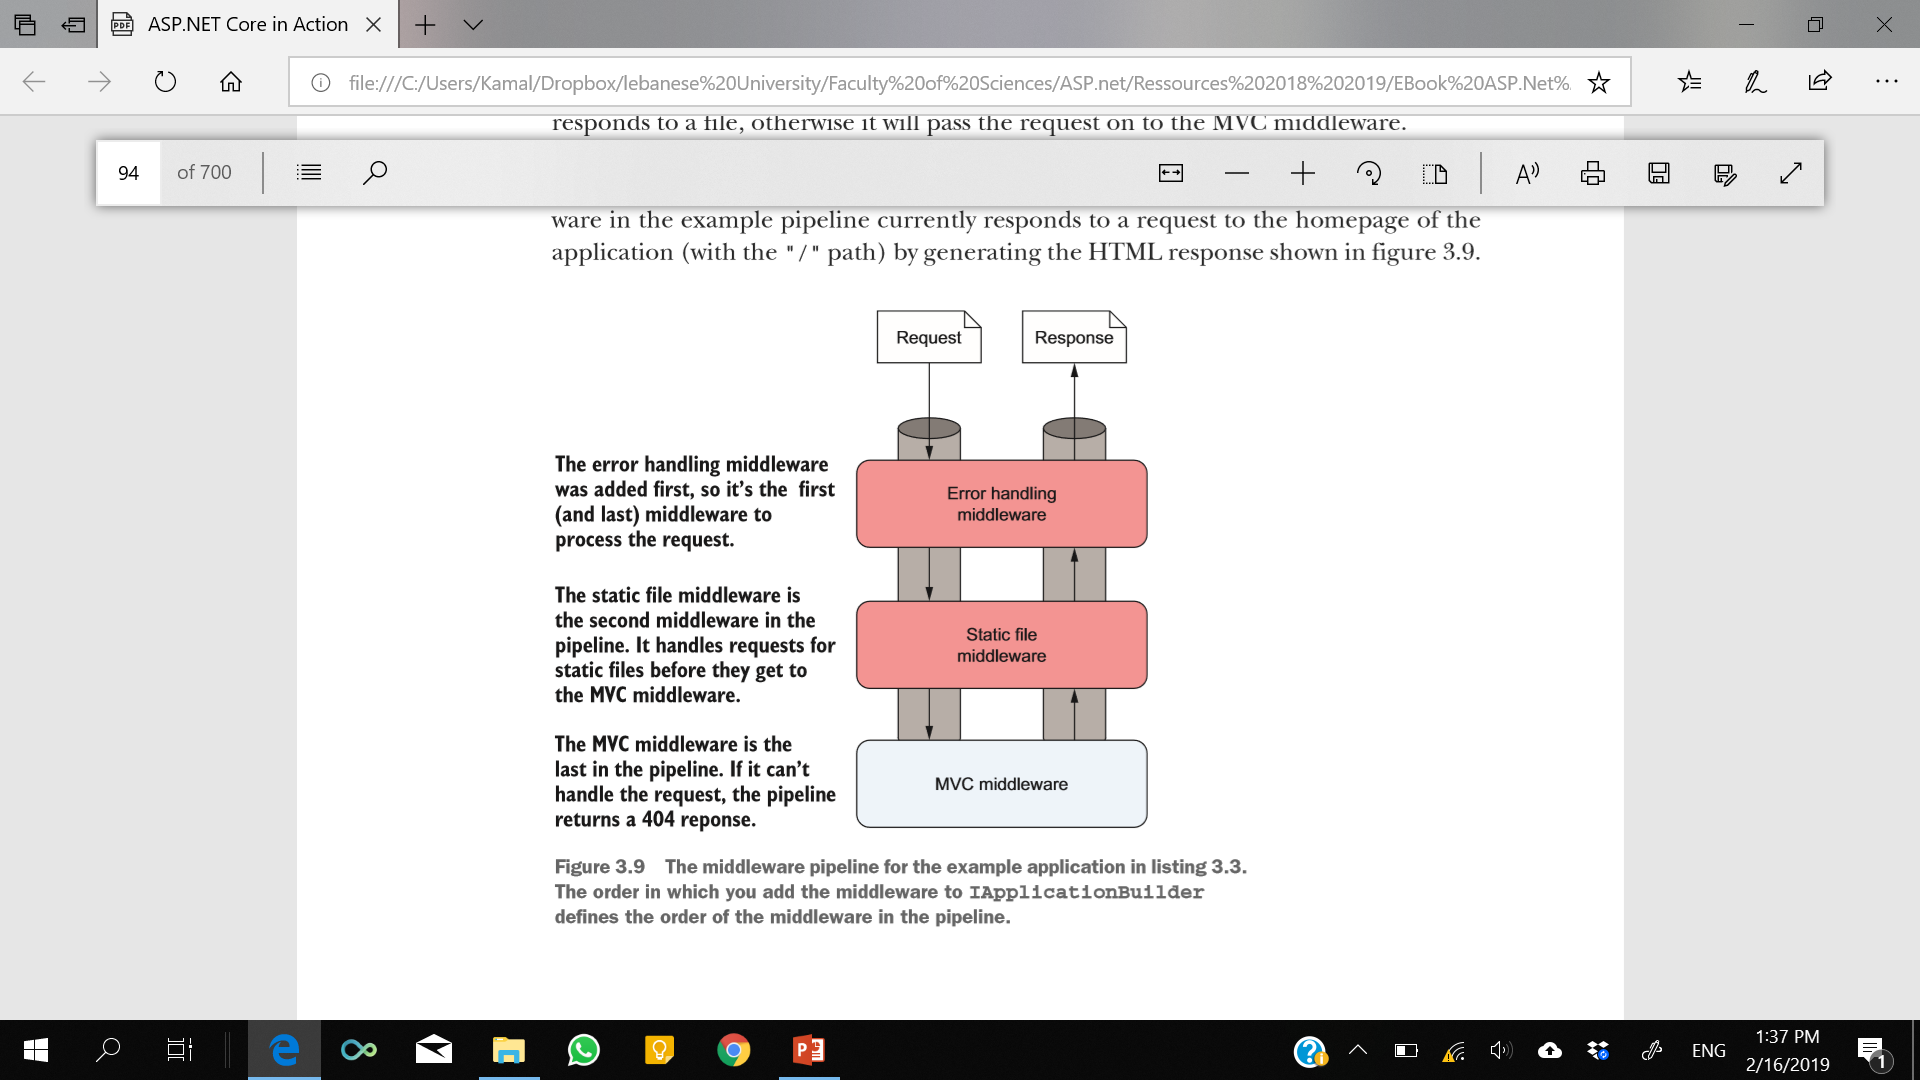 ASP.NET Core in Action
file:///C:/Users/Kamal/Dropbox/lebanese%20University/Faculty%20of%20Sciences/ASP.net/Ressources%202018%202019/EBook%20ASP.Net%
responds to a file, otherwise it will pass the request on to the MVC middleware.
94 of 700
ware in the example pipeline currently responds to a request to the homepage of the
application (with the "/" path) by generating the HTML response shown in figure 3.9.
Request
Response
The error handling middleware
was added first, so it's the first
(and last) middleware to
process the request.
Error handling
middleware
The static file middleware is
the second middleware in the
pipeline. It handles requests for
static files before they get to
the MVC middleware.
Static file
middleware
The MVC middleware is the
last in the pipeline. If it can't
handle the request, the pipeline
returns a 404 reponse.
MVC middleware
Figure 3.9 The middleware pipeline for the example application in listing 3.3.
The order in which you add the middleware to IApplicationBuilder
defines the order of the middleware in the pipeline.
ENG
1:37 PM
2/16/2019
1